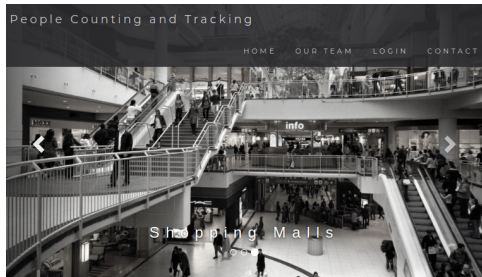 People Counting and Tracking
HOME OUR TEAM LOGIN CONTACT
info
Shopping Malls